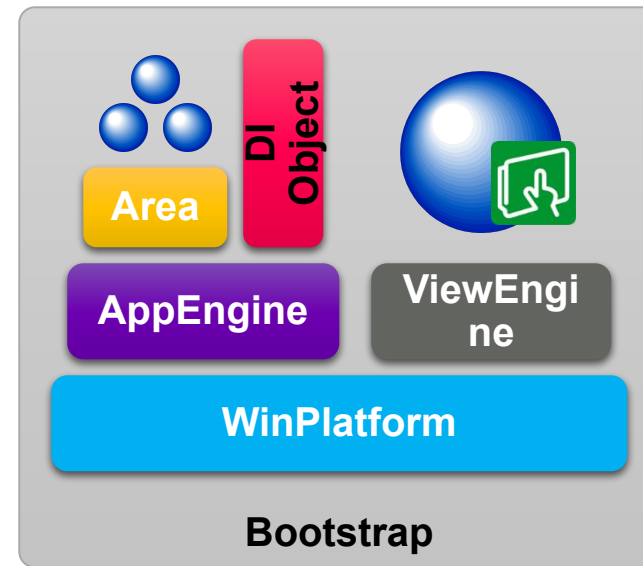 DI
Object
Area
AppEngine
ViewEngi
ne
WinPlatform
Bootstrap